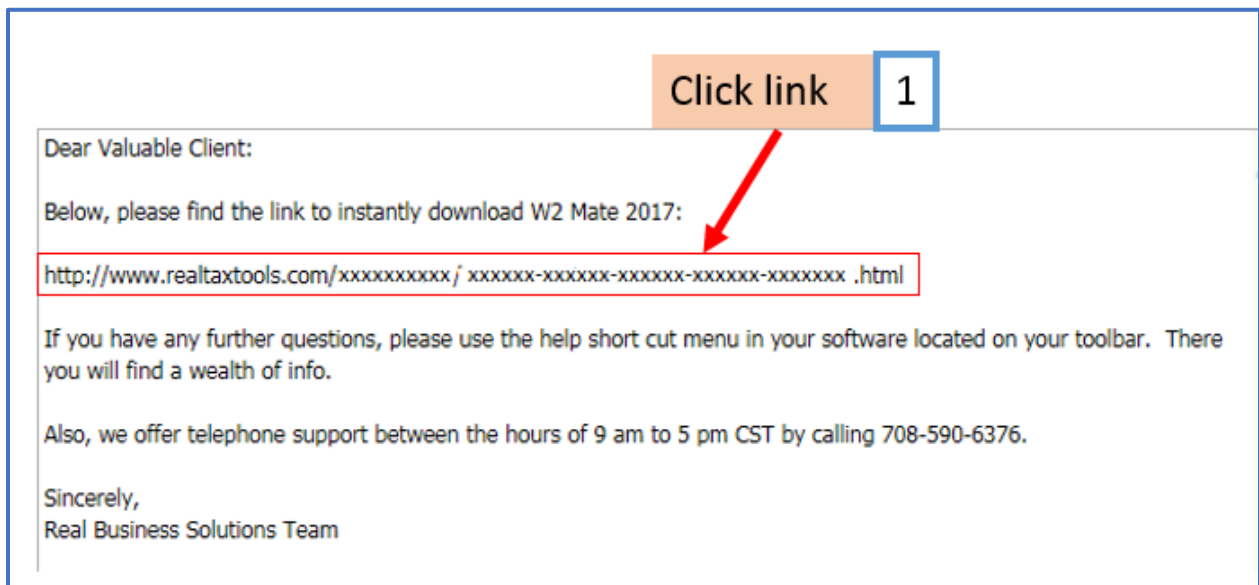 Click link 1
Dear Valuable Client:
Below, please find the link to instantly download W2 Mate 2017:
http://www.realtaxtools.com/xxxxxxxxxx/ xxxxxx-xxxxxx-xxxxxx-xxxxxx-xxxxxxx .html
If you have any further questions, please use the help short cut menu in your software located on your toolbar. There
you will find a wealth of info.
Also, we offer telephone support between the hours of 9 am to 5 pm CST by calling 708-590-6376.
Sincerely,
Real Business Solutions Team